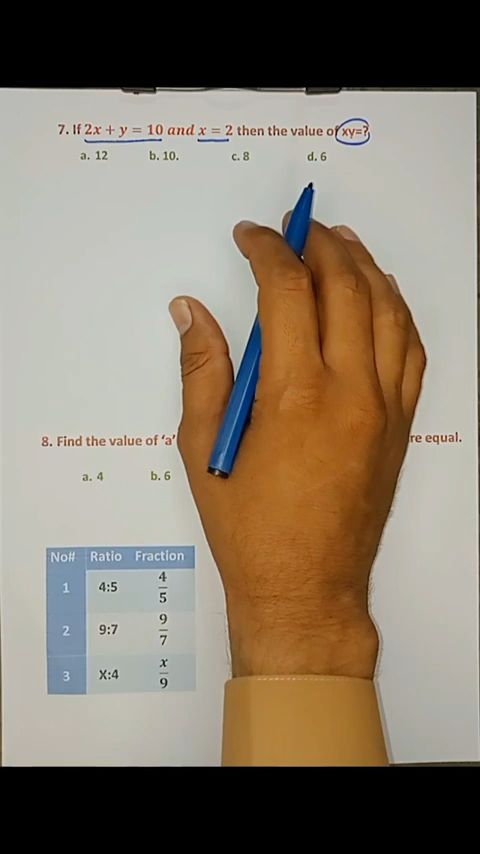 7. If 2x + y = 10 and x = 2 then the value of xy=?
a. 12 b. 10. c. 8 d. 6
8. Find the value of 'a' re equal.
a. 4 b. 6
No# Ratio Fraction
1 4:5 4/5
2 9:7 9/7
3 X:4 x/9